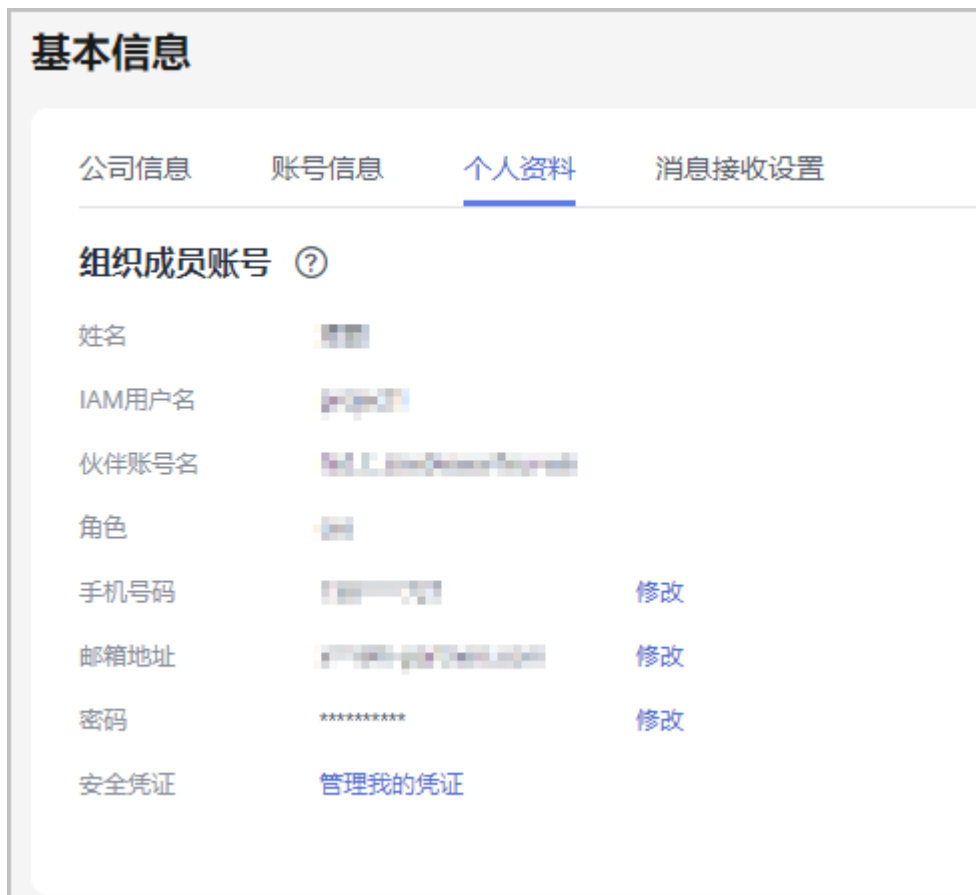 基本信息
公司信息 账号信息 个人资料 消息接收设置
组织成员账号 ?
姓名
IAM用户名
伙伴账号名
角色
手机号码 修改
邮箱地址 修改
密码 ********** 修改
安全凭证 管理我的凭证